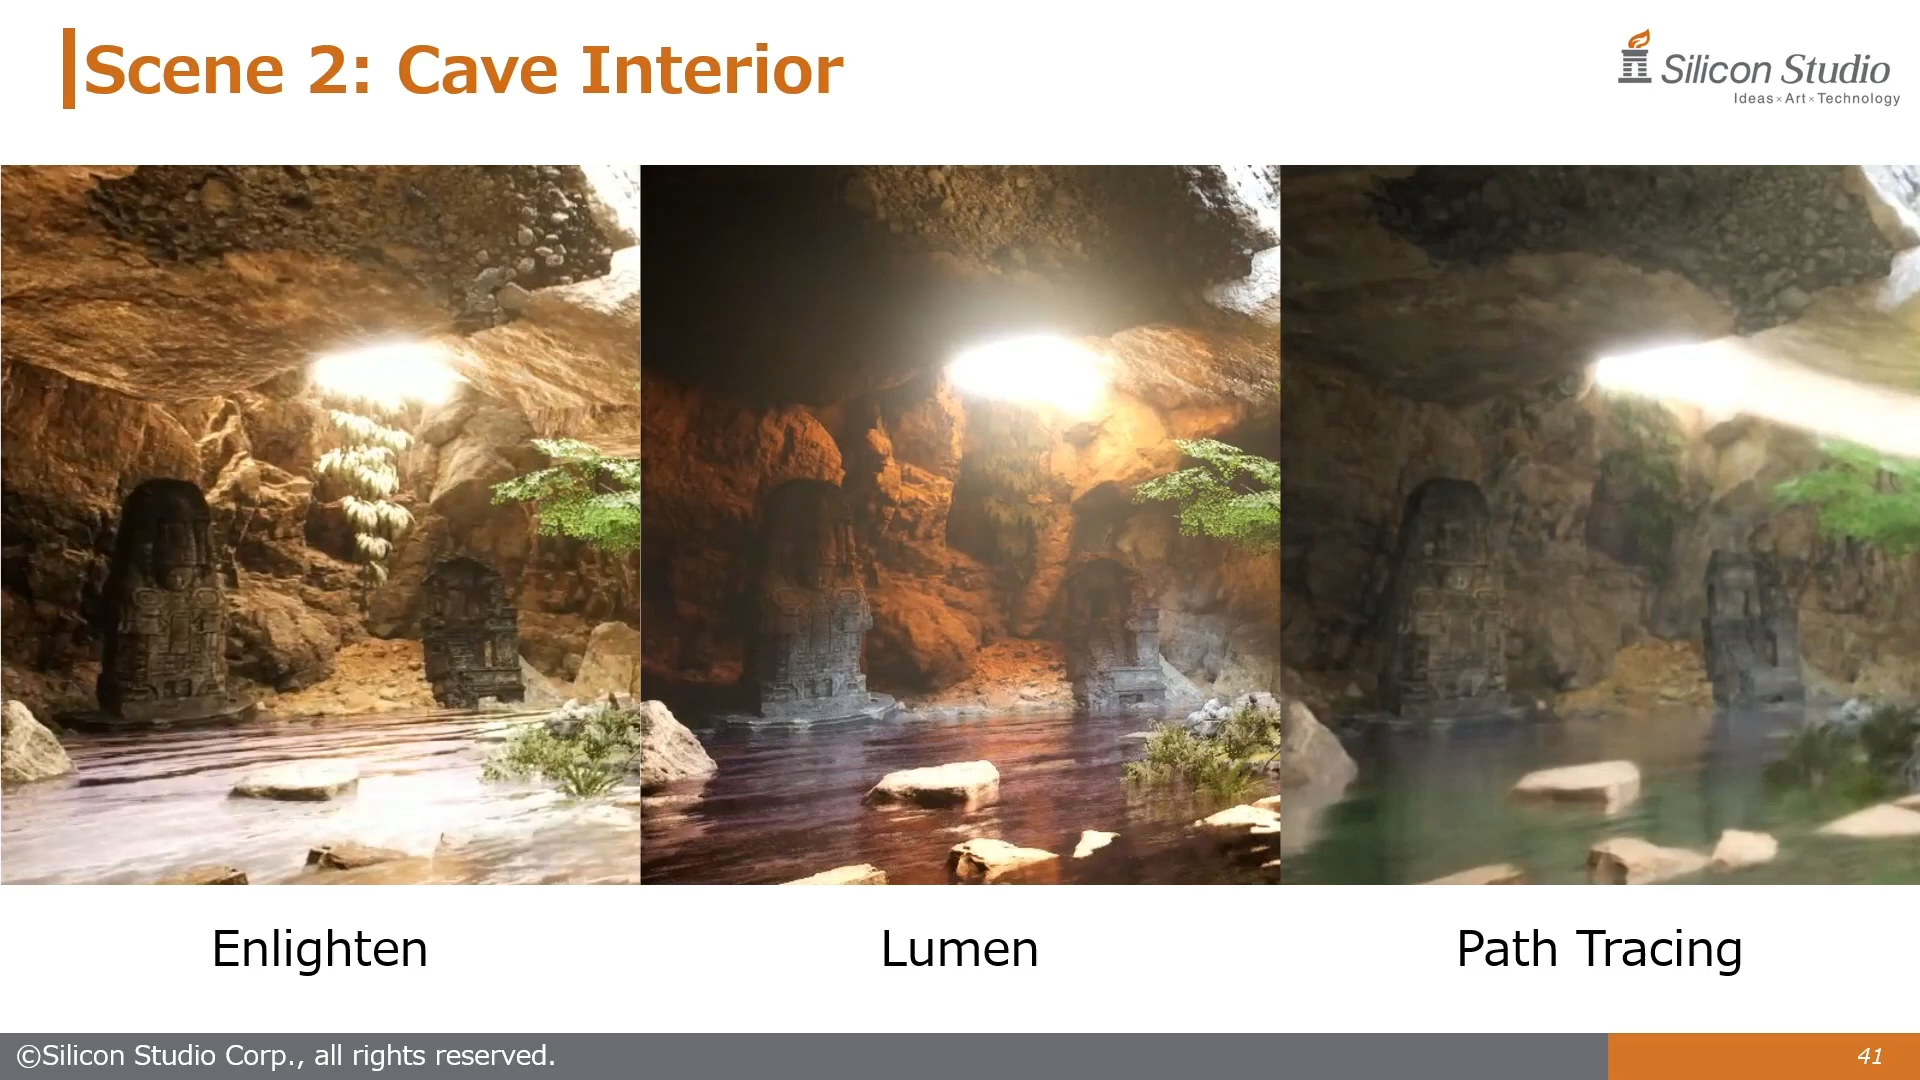 Scene 2: Cave Interior
Silicon Studio
Ideas×Art×Technology
Enlighten
Lumen
Path Tracing
©Silicon Studio Corp., all rights reserved.
41